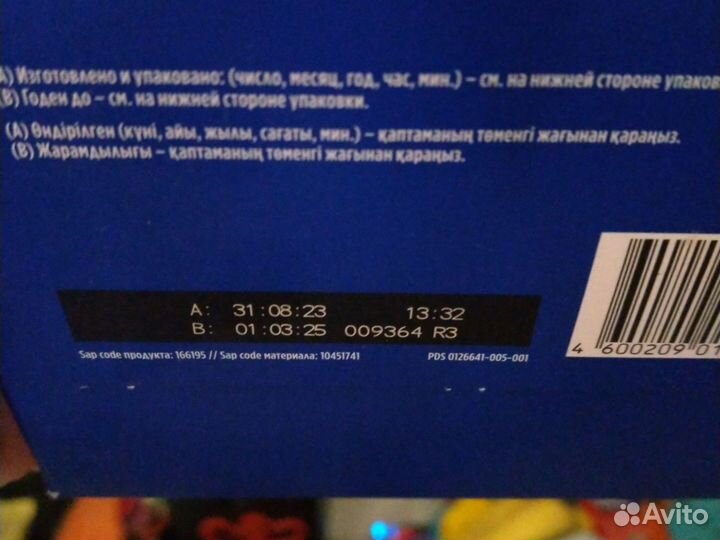 А) Изготовлено и упаковано: (число, месяц, год, час, мин.) – см. на нижней стороне упаков
(В) Годен до – см. на нижней стороне упаковки.
(А) Өндірілген (күні, айы, жылы, сағаты, мин.) – қаптаманың төменгі жағынан қараңыз.
(В) Жарамдылығы – қаптаманың төменгі жағынан қараңыз.
A: 31:08:23 13:32
B: 01:03:25 009364 R3
Sap code продукта: 166195 // Sap code материала: 10451741 PDS 0126641-005-001
4 600209 01
Avito